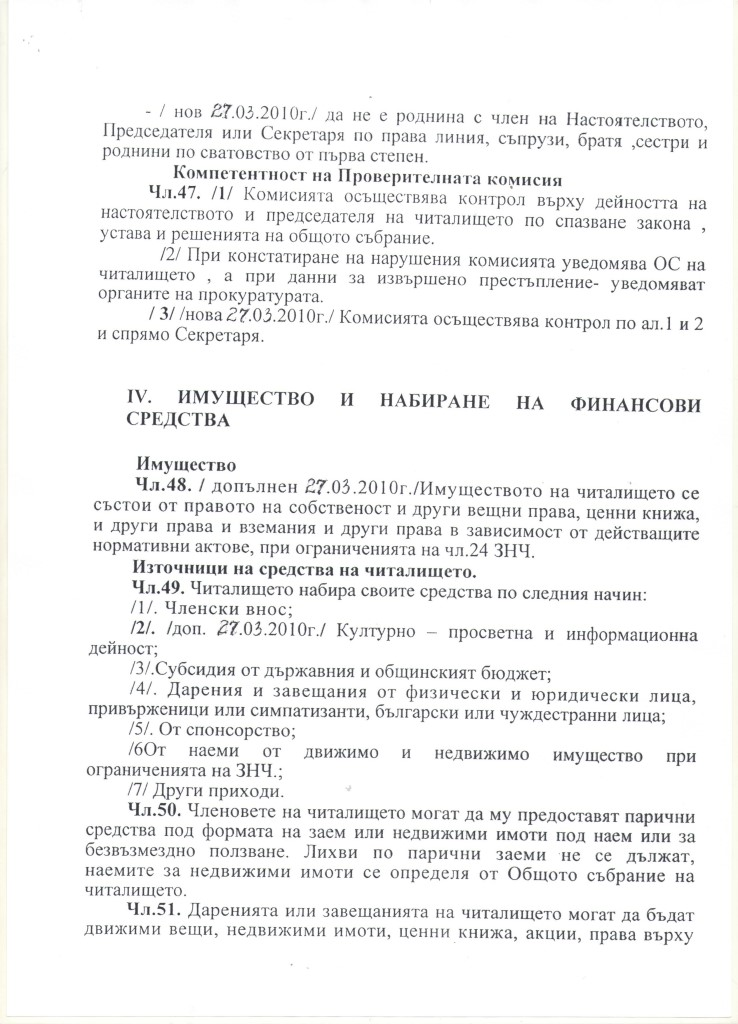 - / нов 27.03.2010г./ да не е роднина с член на Настоятелството,
Председателя или Секретаря по права линия, съпрузи, братя ,сестри и
роднини по сватовство от първа степен.
Компетентност на Проверителната комисия
Чл.47. /1/ Комисията осъществява контрол върху дейността на
настоятелството и председателя на читалището по спазване закона ,
устава и решенията на общото събрание.
/2/ При констатиране на нарушения комисията уведомява ОС на
читалището , а при данни за извършено престъпление- уведомяват
органите на прокуратурата.
/ 3/ /нова 27.03.2010г./ Комисията осъществява контрол по ал.1 и 2
и спрямо Секретаря.
IV. ИМУЩЕСТВО И НАБИРАНЕ НА ФИНАНСОВИ
СРЕДСТВА
Имущество
Чл.48. / допълнен 27.03.2010г./Имуществото на читалището се
състои от правото на собственост и други вещни права, ценни книжа,
и други права и вземания и други права в зависимост от действащите
нормативни актове, при ограниченията на чл.24 ЗНЧ.
Източници на средства на читалището.
Чл.49. Читалището набира своите средства по следния начин:
/1/. Членски внос;
/2/. /доп. 27.03.2010г./ Културно – просветна и информационна
дейност;
/3/.Субсидия от държавния и общинският бюджет;
/4/. Дарения и завещания от физически и юридически лица,
привърженици или симпатизанти, български или чуждестранни лица;
/5/. От спонсорство;
/6От наеми от движимо и недвижимо имущество при
ограниченията на ЗНЧ.;
/7/ Други приходи.
Чл.50. Членовете на читалището могат да му предоставят парични
средства под формата на заем или недвижими имоти под наем или за
безвъзмездно ползване. Лихви по парични заеми не се дължат,
наемите за недвижими имоти се определя от Общото събрание на
читалището.
Чл.51. Даренията или завещанията на читалището могат да бъдат
движими вещи, недвижими имоти, ценни книжа, акции, права върху